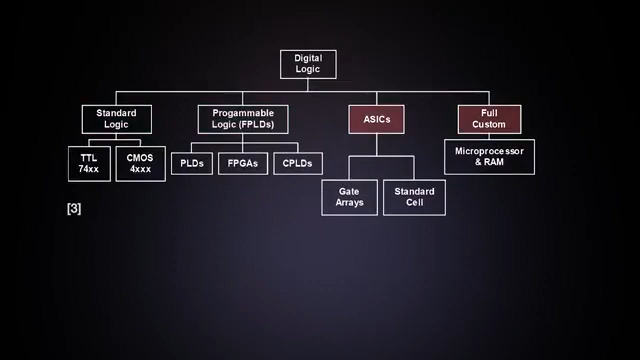 Digital
Logic
Standard
Logic
Progammable
Logic (FPLDs)
ASICs
Full
Custom
TTL
74xx
CMOS
4xxx
PLDs
FPGAs
CPLDs
Microprocessor
& RAM
Gate
Arrays
Standard
Cell
[3]